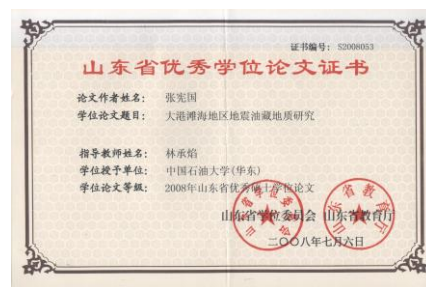 证书编号: S2008053
山东省优秀学位论文证书
论文作者姓名: 张宪国
学位论文题目: 大港滩海地区地震油藏地质研究
指导教师姓名: 林承焰
学位授予单位: 中国石油大学(华东)
学位论文等级: 2008年山东省优秀硕士学位论文
山东省学位委员会 山东省教育厅
二〇〇八年七月六日